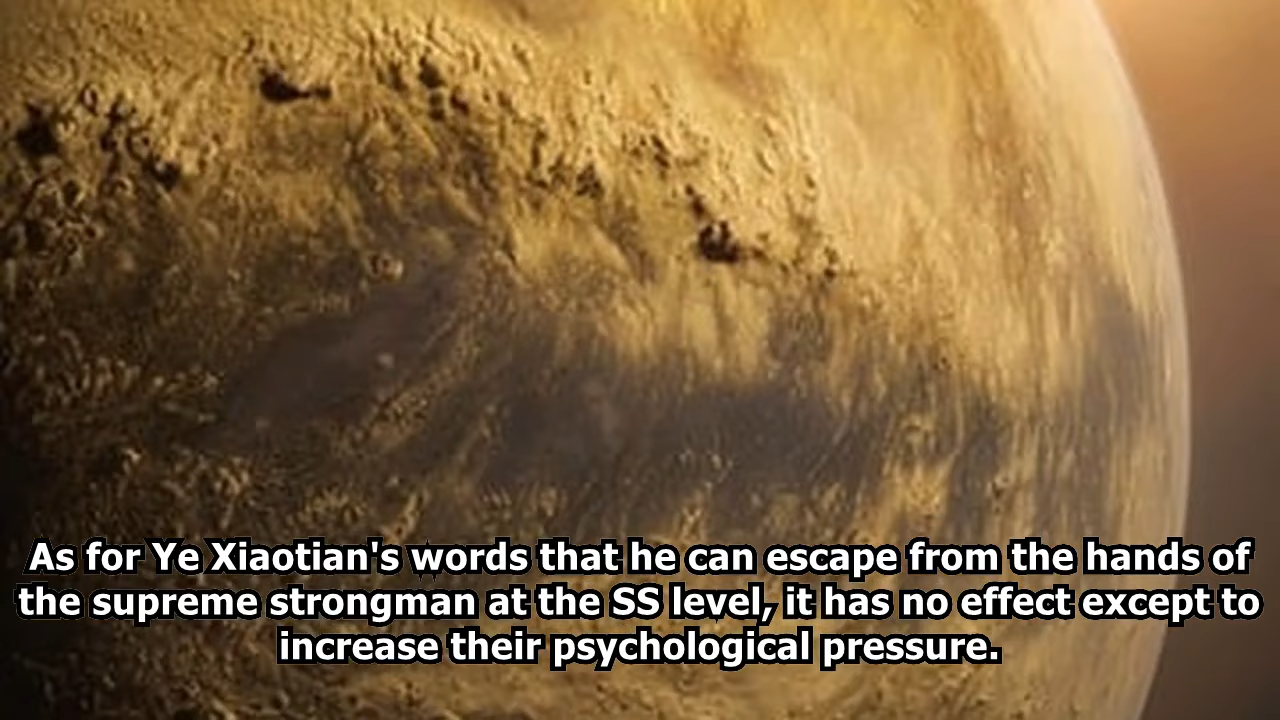 As for Ye Xiaotian's words that he can escape from the hands of
the supreme strongman at the SS level, it has no effect except to
increase their psychological pressure.